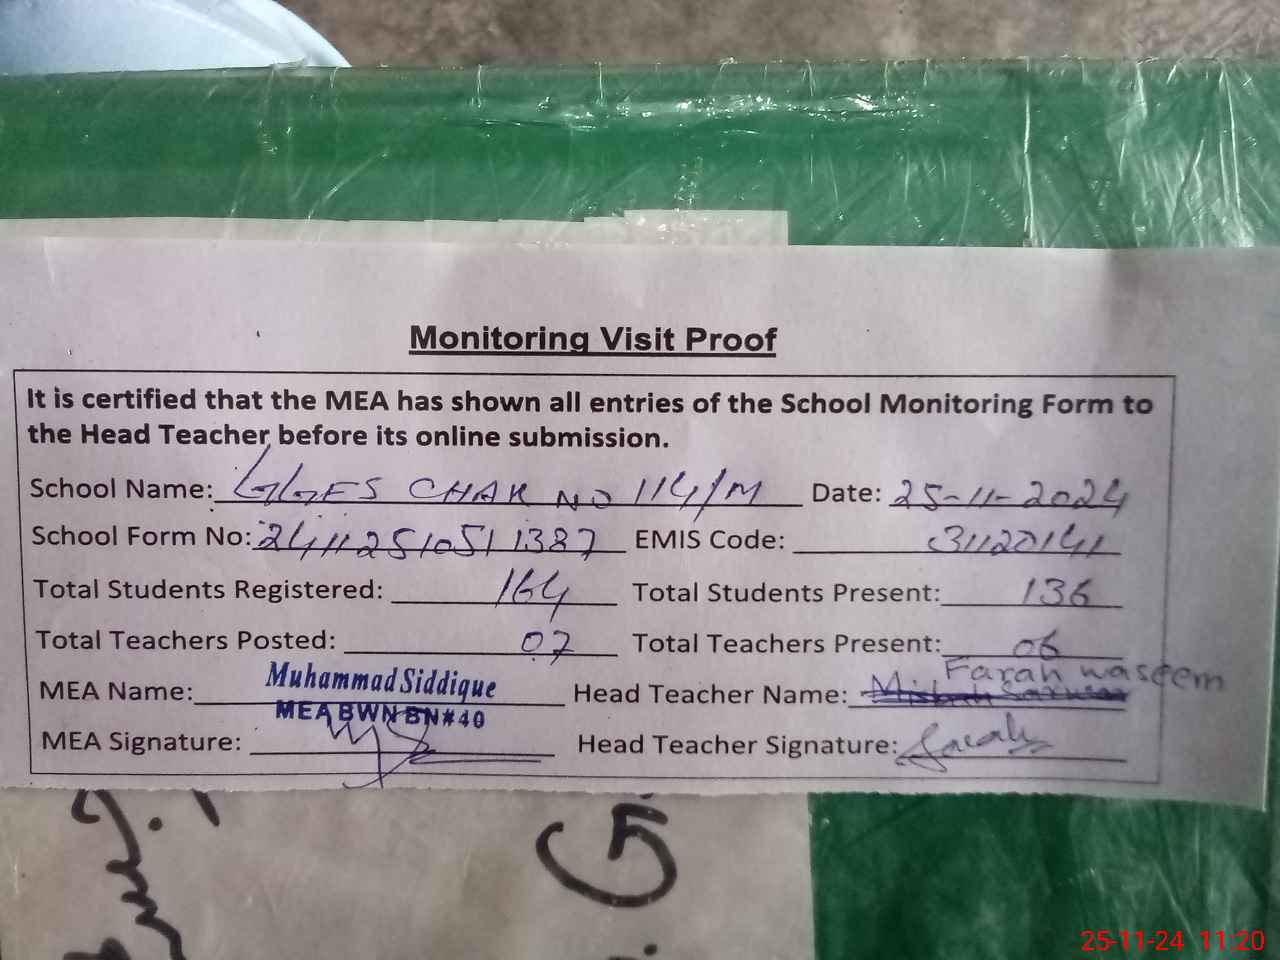 Monitoring Visit Proof
It is certified that the MEA has shown all entries of the School Monitoring Form to
the Head Teacher before its online submission.
School Name: GGES CHAK NO 114/M Date: 25-11-2024
School Form No: 24112510511387 EMIS Code: 31120141
Total Students Registered: 164 Total Students Present: 136
Total Teachers Posted: 07 Total Teachers Present: 06
MEA Name: Muhammad Siddique Head Teacher Name: Farah waseem
MEA BWN BN#40
MEA Signature: Head Teacher Signature: Farah
25-11-24 11:20